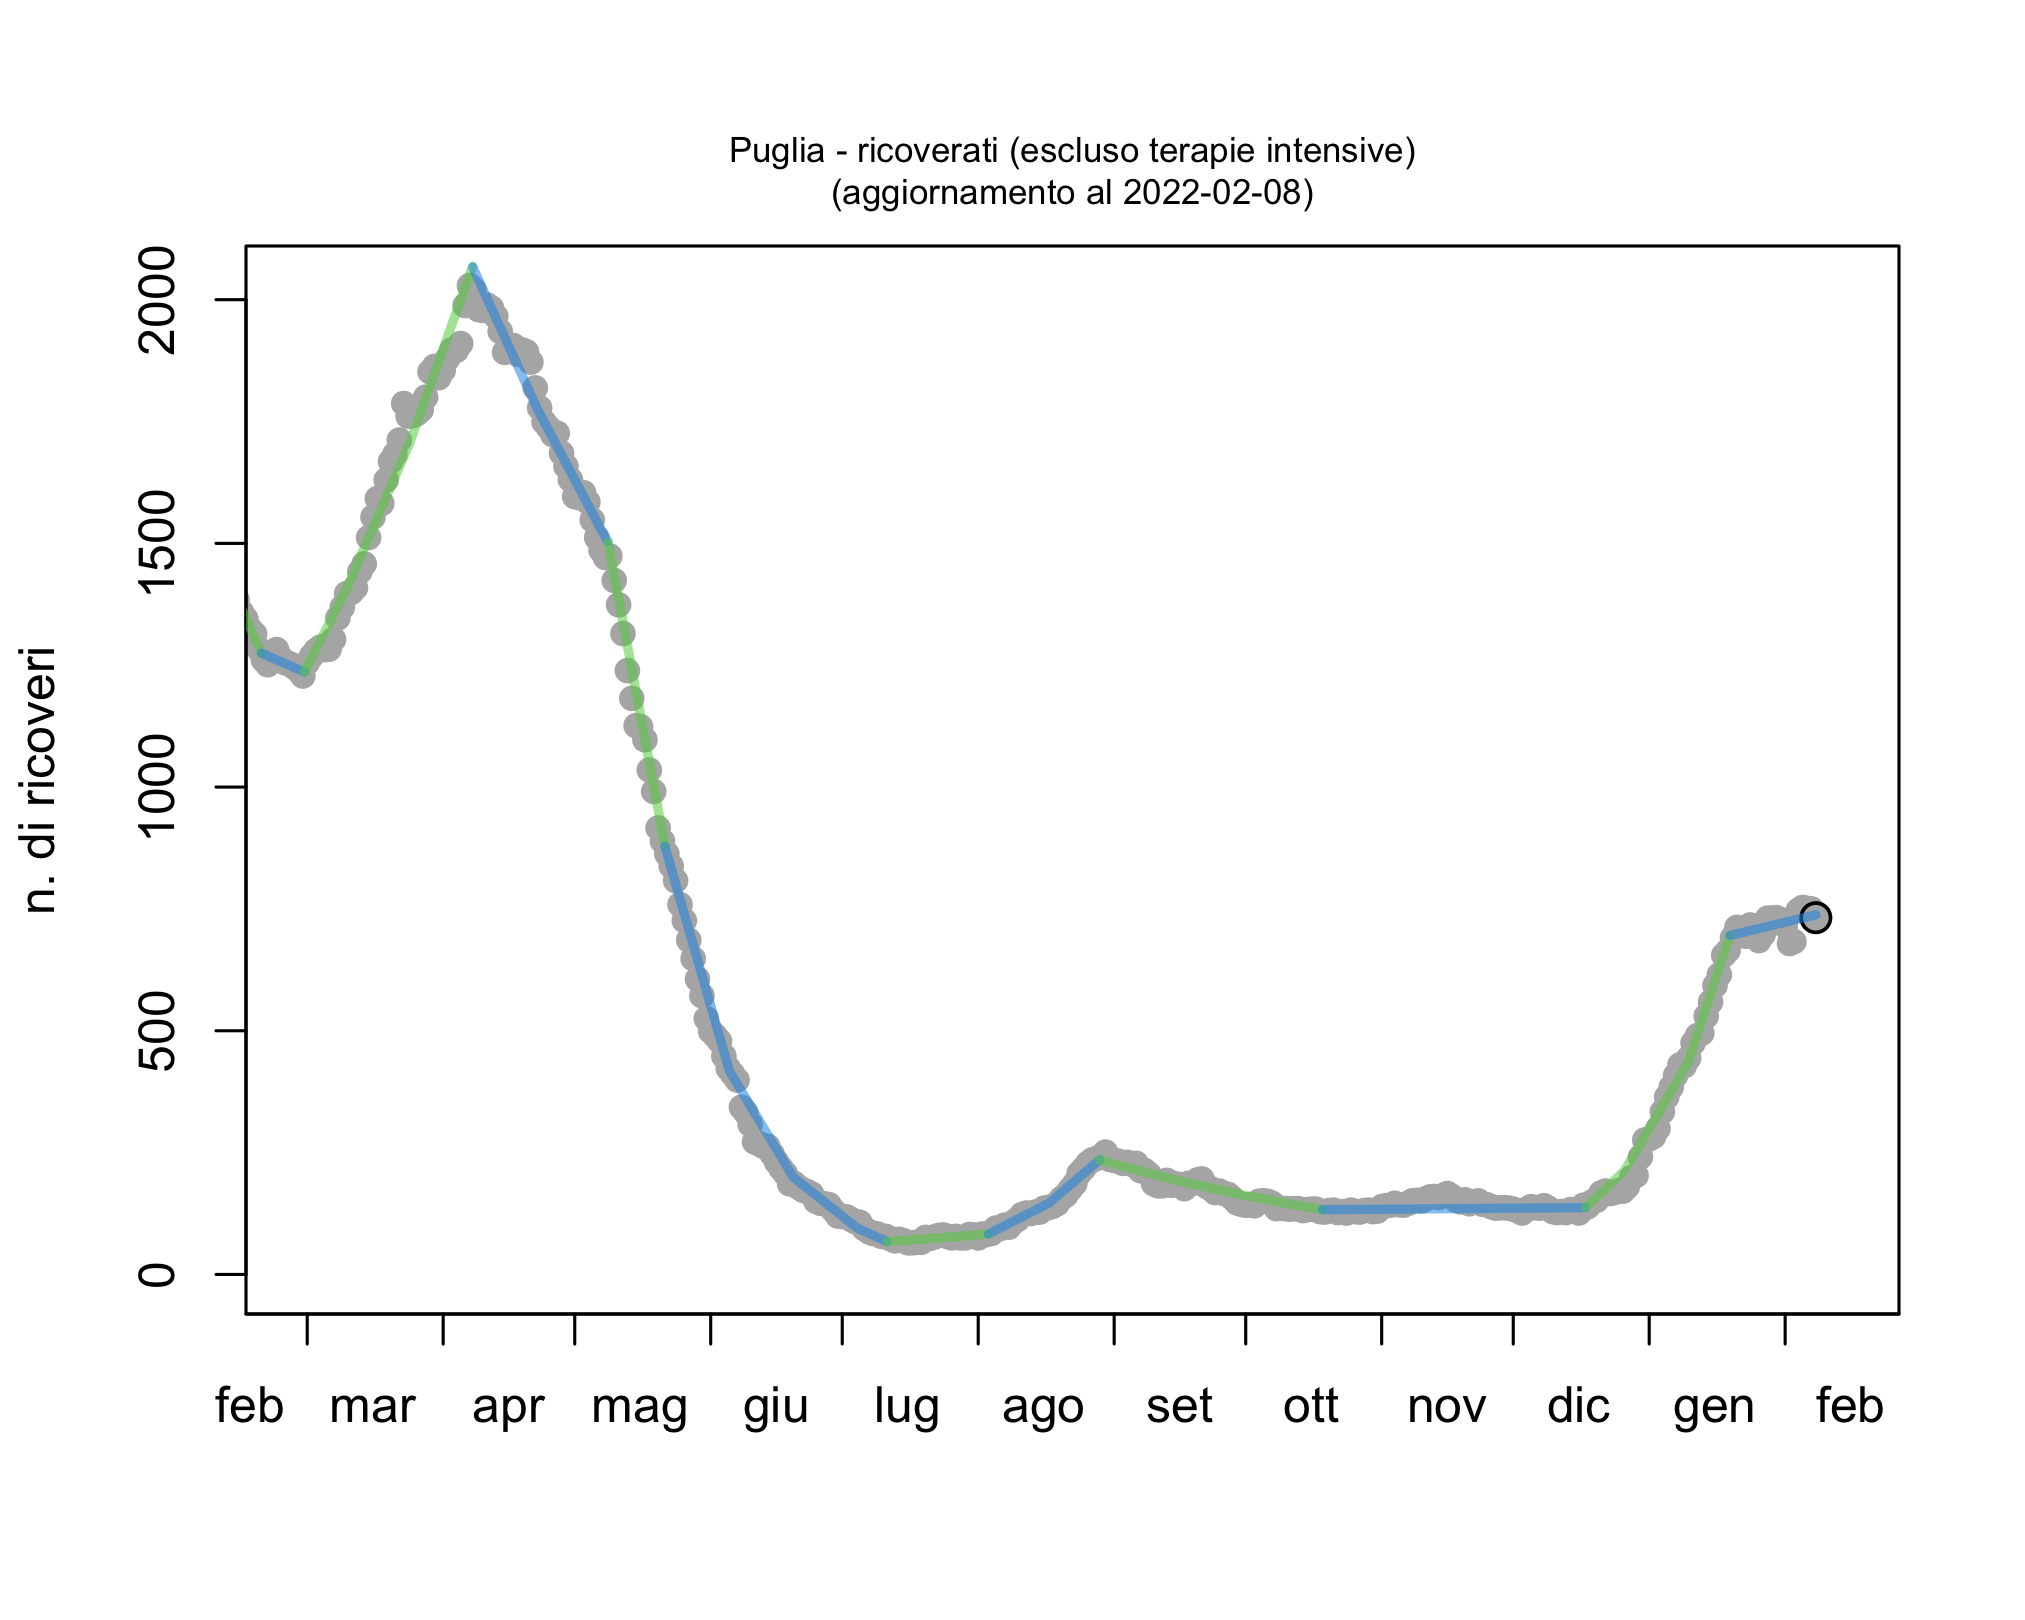 Puglia - ricoverati (escluso terapie intensive)
(aggiornamento al 2022-02-08)
n. di ricoveri
2000
1500
1000
500
0
feb mar apr mag giu lug ago set ott nov dic gen feb